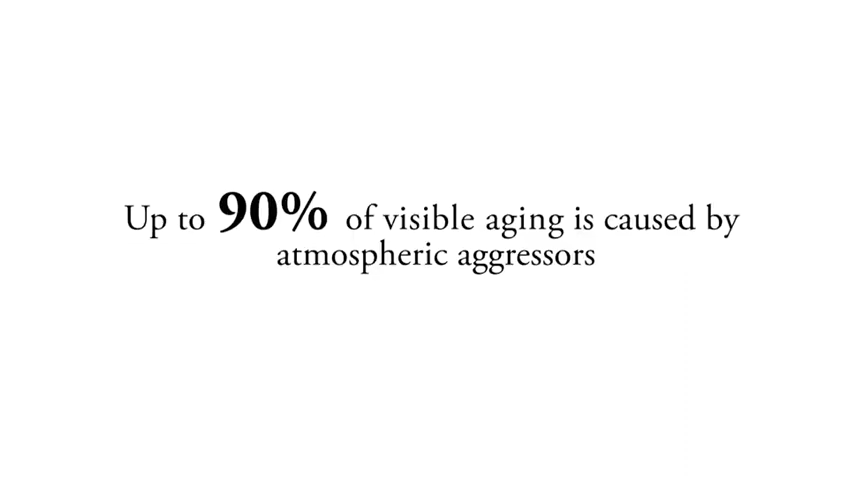 Up to 90% of visible aging is caused by
atmospheric aggressors